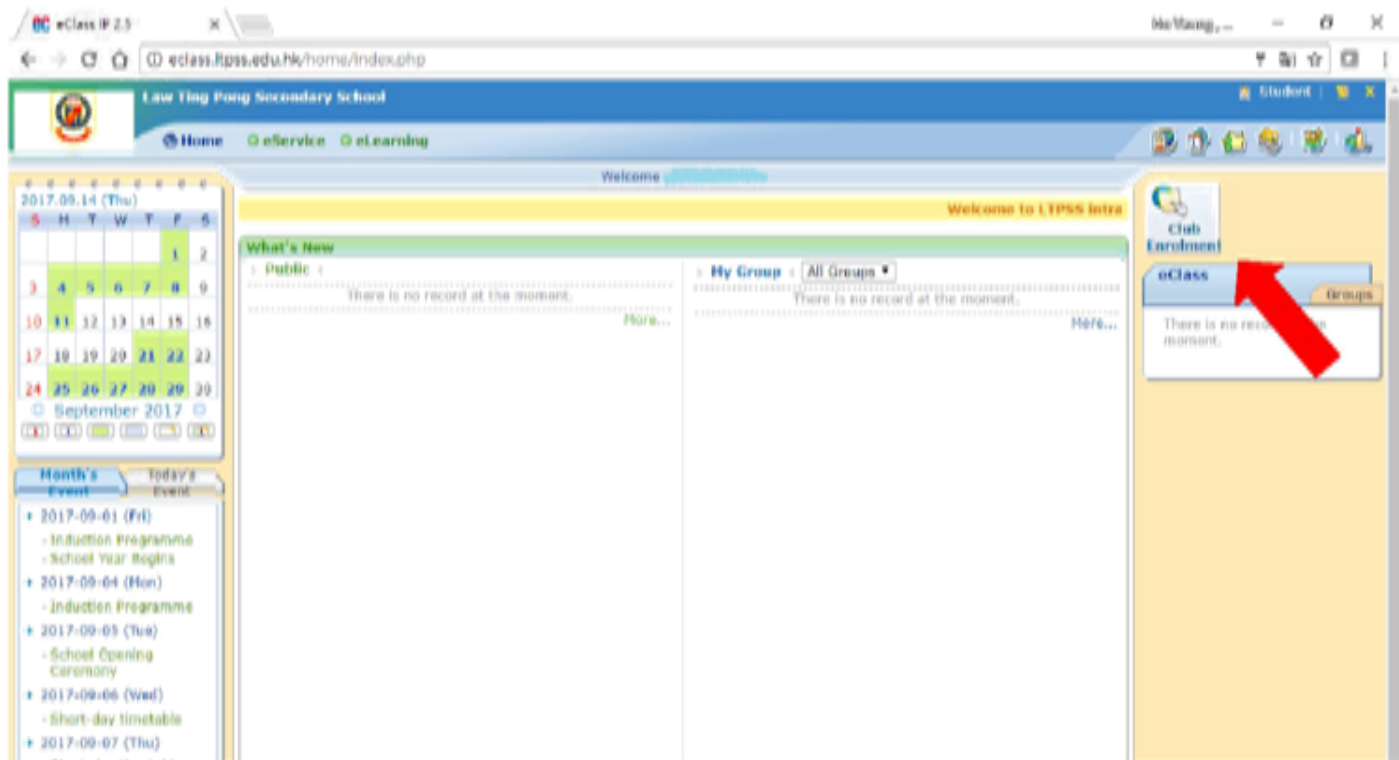 eClass IP 2.5
eclass.ltpss.edu.hk/home/index.php
Law Ting Pong Secondary School
Student
Home eService eLearning
Welcome
2017.09.14 (Thu)
S M T W T F S
1 2
3 4 5 6 7 8 9
10 11 12 13 14 15 16
17 18 19 20 21 22 23
24 25 26 27 28 29 30
September 2017
Month's Event
Today's Event
2017-09-01 (Fri)
- Induction Programme
- School Year Begins
2017-09-04 (Mon)
- Induction Programme
2017-09-05 (Tue)
- School Opening
Ceremony
2017-09-06 (Wed)
- Short-day timetable
2017-09-07 (Thu)
Welcome to LTPSS intra
What's New
Public
There is no record at the moment.
More...
My Group All Groups
There is no record at the moment.
More...
Club
Enrolment
eClass
Groups
There is no
moment.